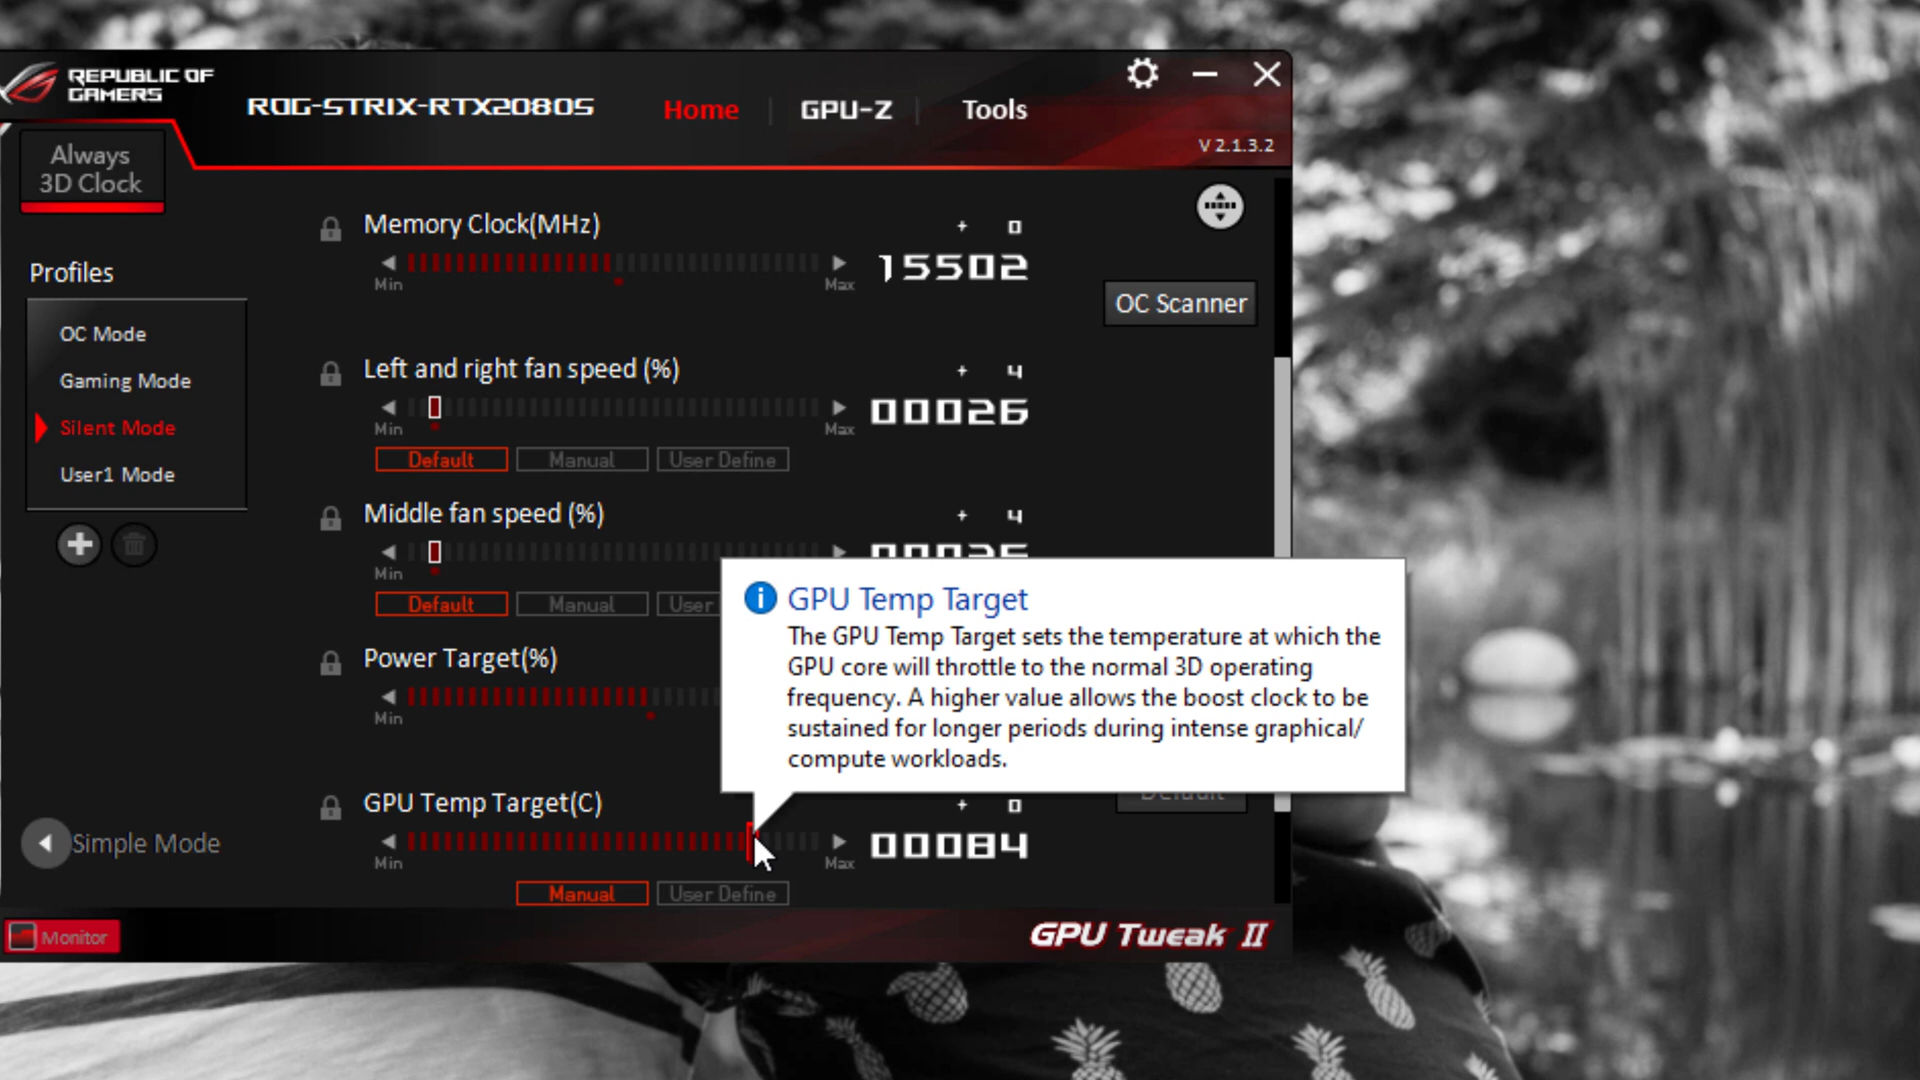 REPUBLIC OF
GAMERS
ROG-STRIX-RTX2080S
Home
GPU-Z
Tools
V 2.1.3.2
Always
3D Clock
Profiles
OC Mode
Gaming Mode
Silent Mode
User1 Mode
Simple Mode
Monitor
Memory Clock(MHz)
+ 0
15502
Min
Max
OC Scanner
Left and right fan speed (%)
+ 4
00026
Min
Max
Default
Manual
User Define
Middle fan speed (%)
+ 4
Min
Default
Manual
User
Power Target(%)
Min
GPU Temp Target
The GPU Temp Target sets the temperature at which the
GPU core will throttle to the normal 3D operating
frequency. A higher value allows the boost clock to be
sustained for longer periods during intense graphical/
compute workloads.
Default
GPU Temp Target(C)
+ 0
00084
Min
Max
Manual
User Define
GPU Tweak II